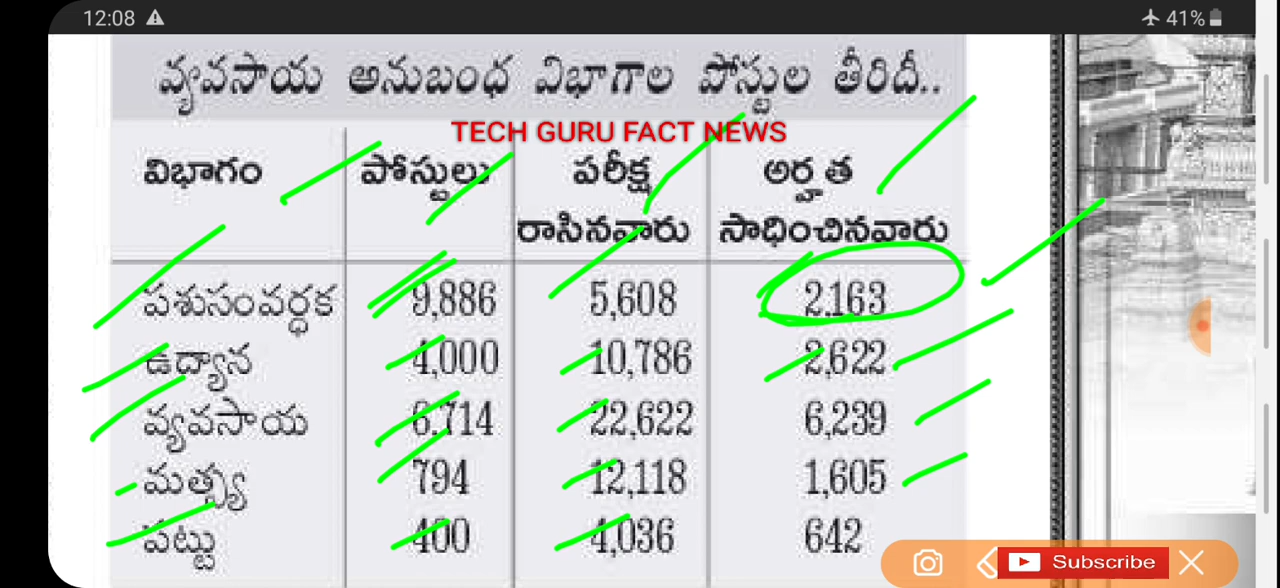 12:08 41%
వ్యవసాయ అనుబంధ విభాగాల పోస్టుల తీరిదీ..
TECH GURU FACT NEWS
విభాగం పోస్టులు పరీక్ష రాసినవారు అర్హత సాధించినవారు
పశుసంవర్ధక 9,886 5,608 2,163
ఉద్యాన 4,000 10,786 2,622
వ్యవసాయ 6.714 22,622 6,239
మత్స్య 794 12,118 1,605
పట్టు 400 4,036 642
Subscribe